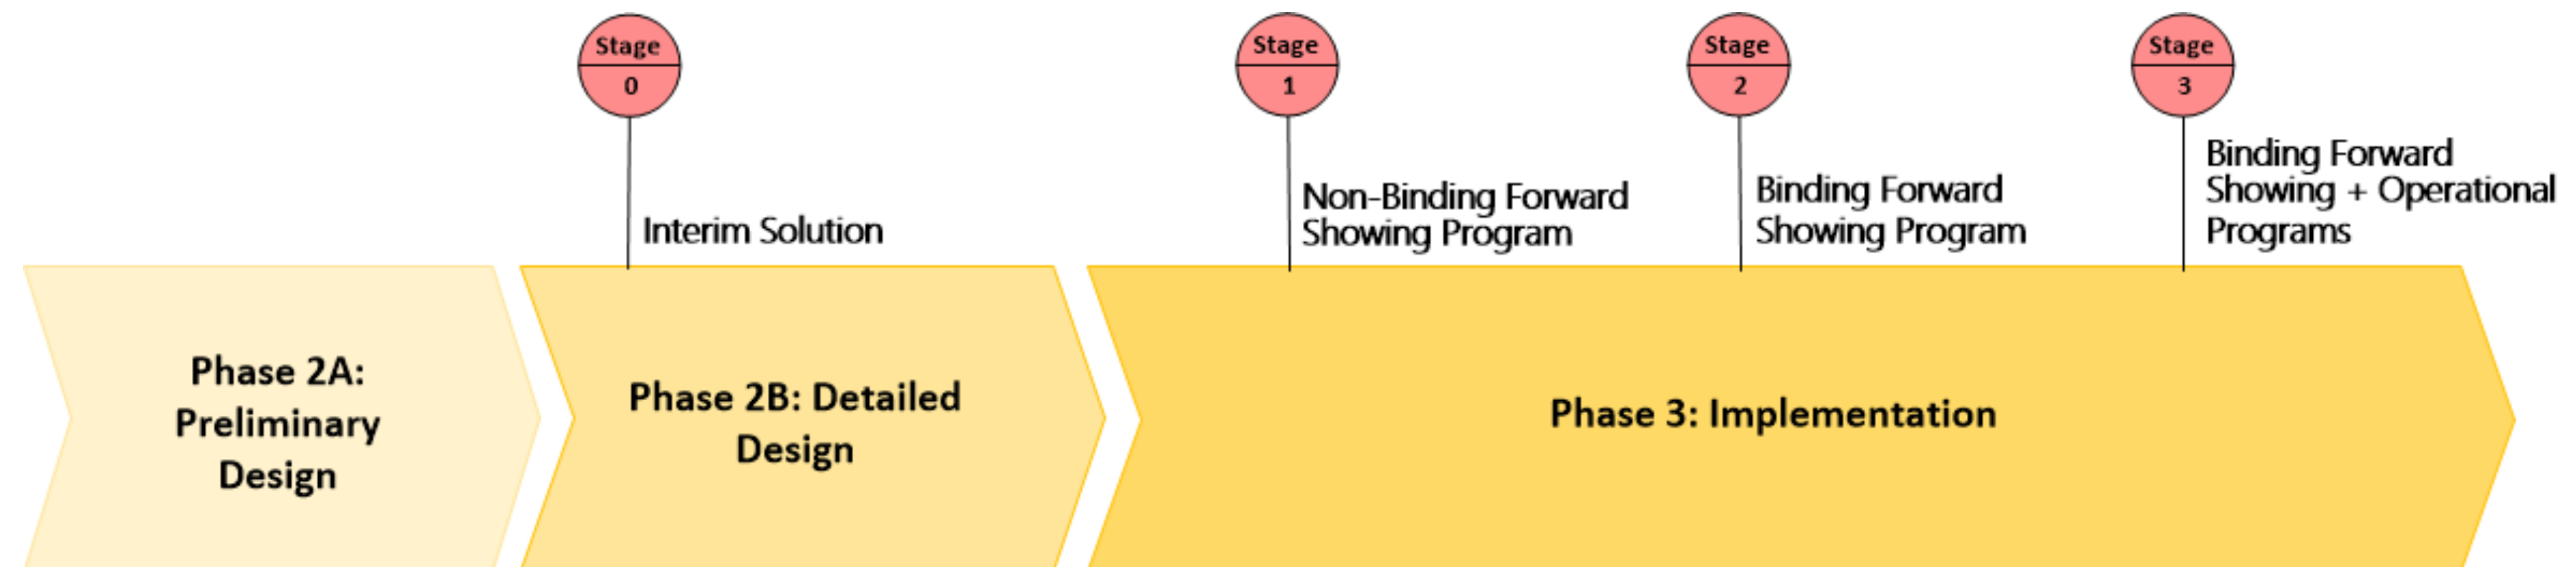 Stage
0
Interim Solution
Stage
1
Non-Binding Forward
Showing Program
Stage
2
Binding Forward
Showing Program
Stage
3
Binding Forward
Showing + Operational
Programs
Phase 2A:
Preliminary
Design
Phase 2B: Detailed
Design
Phase 3: Implementation